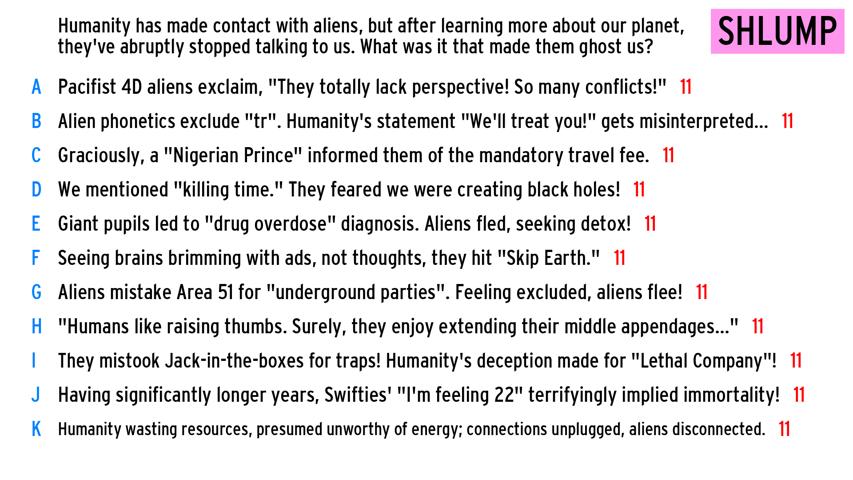 Humanity has made contact with aliens, but after learning more about our planet,
they've abruptly stopped talking to us. What was it that made them ghost us?
SHLUMP
A Pacifist 4D aliens exclaim, "They totally lack perspective! So many conflicts!" 11
B Alien phonetics exclude "tr". Humanity's statement "We'll treat you!" gets misinterpreted... 11
C Graciously, a "Nigerian Prince" informed them of the mandatory travel fee. 11
D We mentioned "killing time." They feared we were creating black holes! 11
E Giant pupils led to "drug overdose" diagnosis. Aliens fled, seeking detox! 11
F Seeing brains brimming with ads, not thoughts, they hit "Skip Earth." 11
G Aliens mistake Area 51 for "underground parties". Feeling excluded, aliens flee! 11
H "Humans like raising thumbs. Surely, they enjoy extending their middle appendages..." 11
I They mistook Jack-in-the-boxes for traps! Humanity's deception made for "Lethal Company"! 11
J Having significantly longer years, Swifties' "I'm feeling 22" terrifyingly implied immortality! 11
K Humanity wasting resources, presumed unworthy of energy; connections unplugged, aliens disconnected. 11